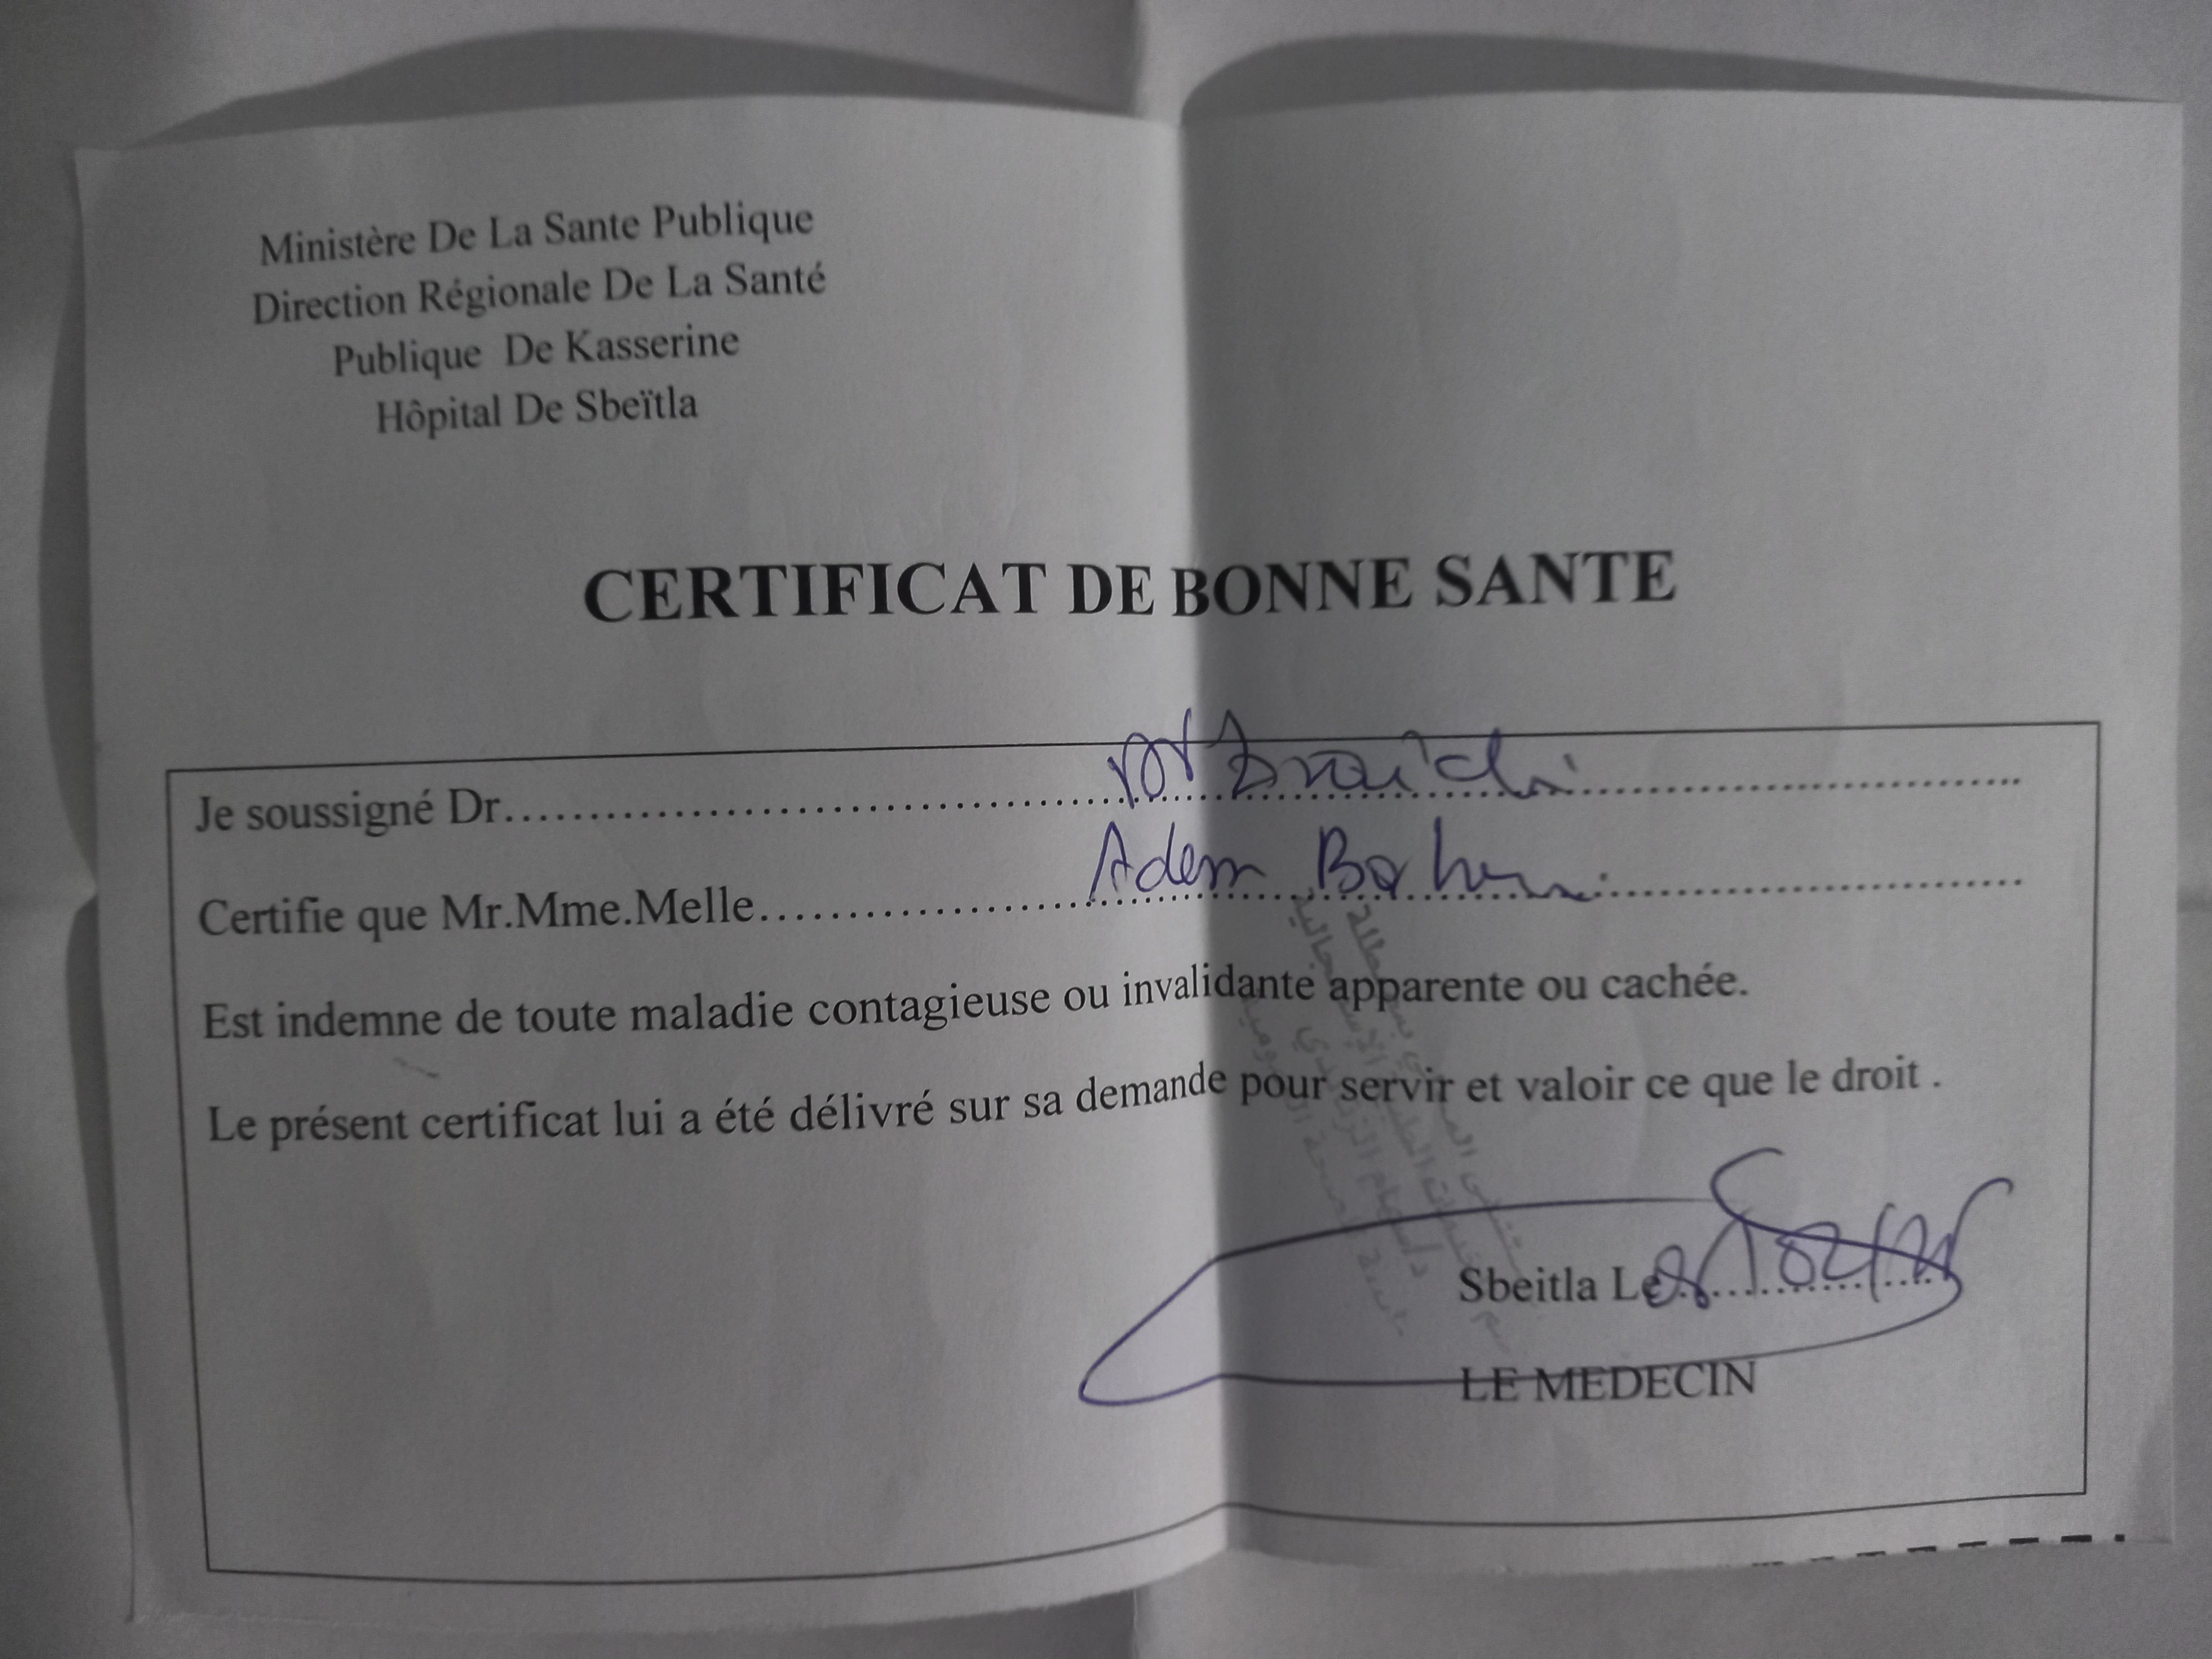 Ministère De La Sante Publique
Direction Régionale De La Santé
Publique De Kasserine
Hôpital De Sbeïtla
CERTIFICAT DE BONNE SANTE
Je soussigné Dr....................
Certifie que Mr.Mme.Melle.................... Adem ....................
Est indemne de toute maladie contagieuse ou invalidante apparente ou cachée.
Le présent certificat lui a été délivré sur sa demande pour servir et valoir ce que le droit .
Sbeitla Le
LE MEDECIN